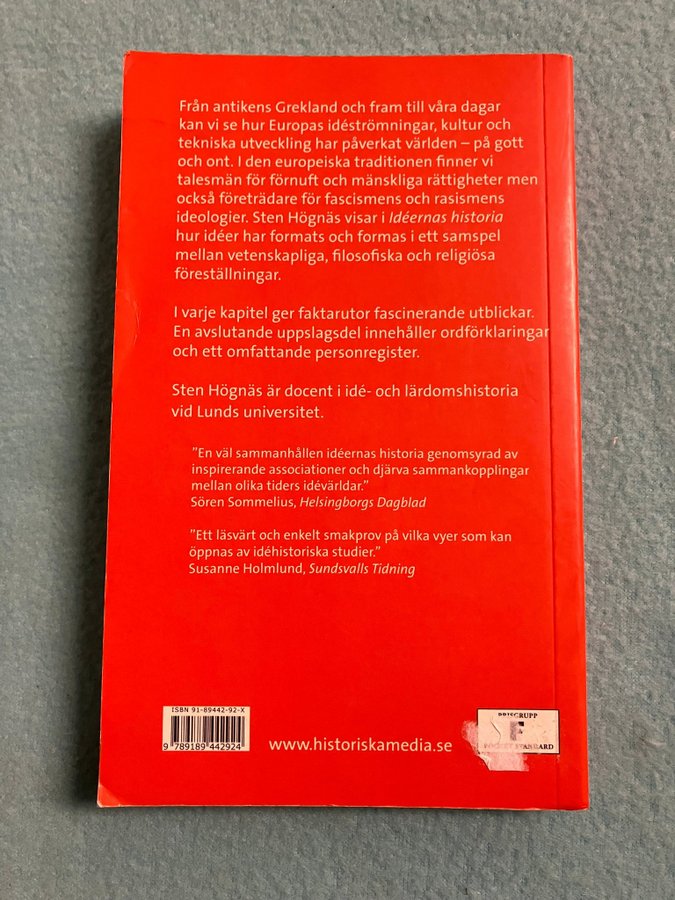 Från antikens Grekland och fram till våra dagar
kan vi se hur Europas idéströmningar, kultur och
tekniska utveckling har påverkat världen – på gott
och ont. I den europeiska traditionen finner vi
talesmän för förnuft och mänskliga rättigheter men
också företrädare för fascismens och rasismens
ideologier. Sten Högnäs visar i Idéernas historia
hur idéer har formats och formas i ett samspel
mellan vetenskapliga, filosofiska och religiösa
föreställningar.
I varje kapitel ger faktarutor fascinerande utblickar.
En avslutande uppslagsdel innehåller ordförklaringar
och ett omfattande personregister.
Sten Högnäs är docent i idé- och lärdomshistoria
vid Lunds universitet.
”En väl sammanhållen idéernas historia genomsyrad av
inspirerande associationer och djärva sammankopplingar
mellan olika tiders idévärldar.”
Sören Sommelius, Helsingborgs Dagblad
”Ett läsvärt och enkelt smakprov på vilka vyer som kan
öppnas av idéhistoriska studier.”
Susanne Holmlund, Sundsvalls Tidning
ISBN 91-89442-92-X
9 789189 442924
www.historiskamedia.se
PRISGRUPP
F
POCKET STANDARD